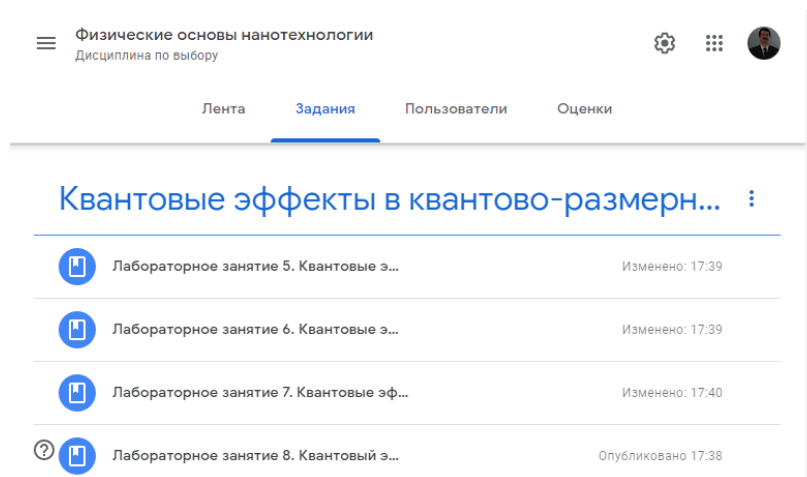 Физические основы нанотехнологии
Дисциплина по выбору
Лента Задания Пользователи Оценки
Квантовые эффекты в квантово-размерн...
Лабораторное занятие 5. Квантовые э... Изменено: 17:39
Лабораторное занятие 6. Квантовые э... Изменено: 17:39
Лабораторное занятие 7. Квантовые эф... Изменено: 17:40
Лабораторное занятие 8. Квантовый э... Опубликовано 17:38